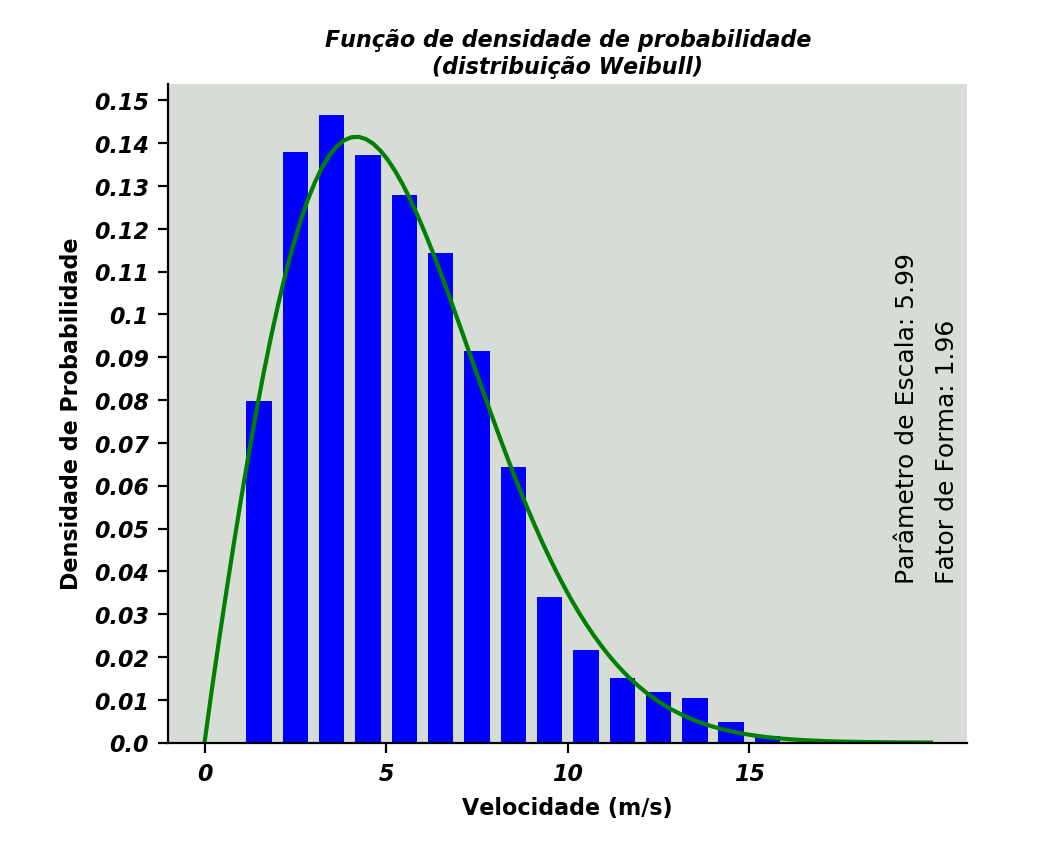 Função de densidade de probabilidade
(distribuição Weibull)
0.15
0.14
0.13
0.12
0.11
0.1
0.09
0.08
0.07
0.06
0.05
0.04
0.03
0.02
0.01
0.0
Densidade de Probabilidade
0 5 10 15
Velocidade (m/s)
Parâmetro de Escala: 5.99
Fator de Forma: 1.96